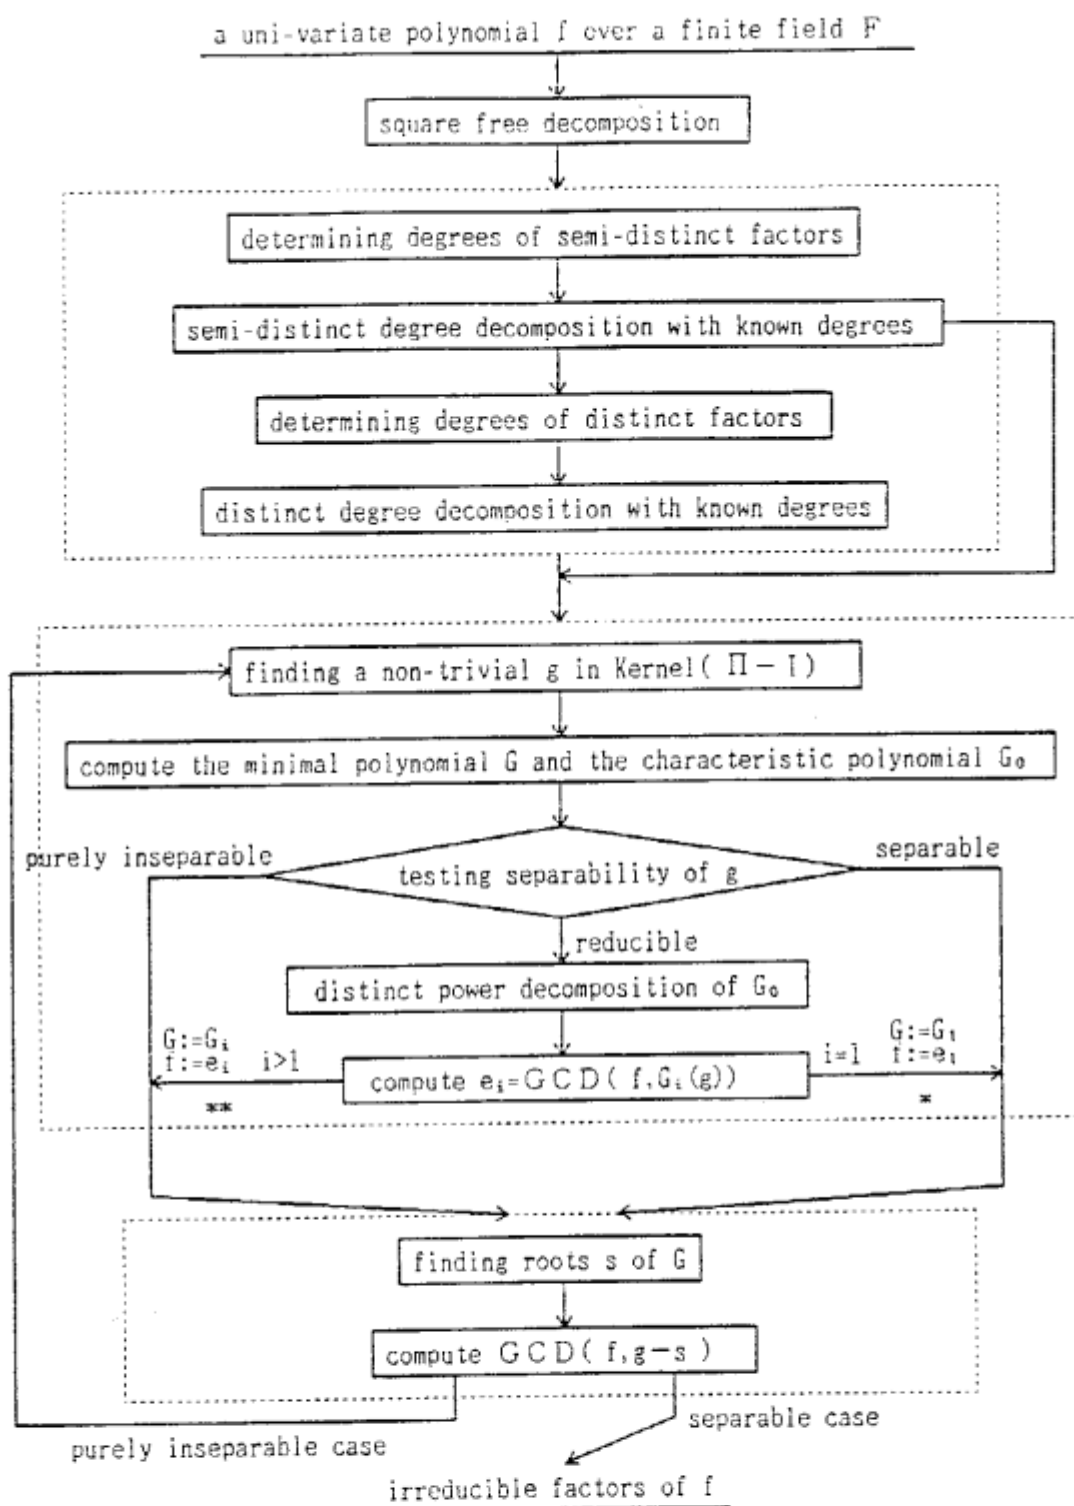 a uni-variate polynomial f over a finite field F
square free decomposition
determining degrees of semi-distinct factors
semi-distinct degree decomposition with known degrees
determining degrees of distinct factors
distinct degree decomposition with known degrees
finding a non-trivial g in Kernel( Π − I )
compute the minimal polynomial G and the characteristic polynomial G₀
purely inseparable
separable
testing separability of g
reducible
distinct power decomposition of G₀
G:=Gᵢ
f:=eᵢ i>1
**
compute eᵢ=GCD( f,Gᵢ(g))
G:=G₁
i=1 f:=e₁
*
finding roots s of G
compute GCD( f,g−s )
separable case
purely inseparable case
irreducible factors of f